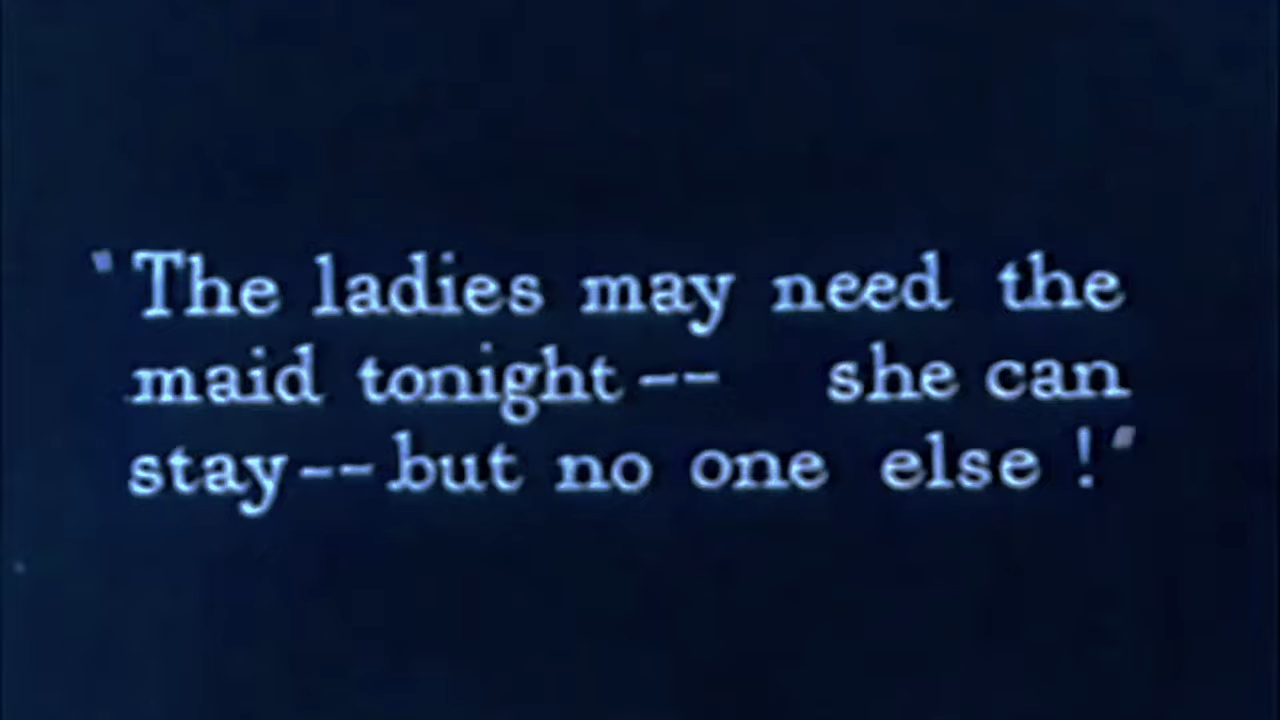 "The ladies may need the
maid tonight -- she can
stay -- but no one else !"